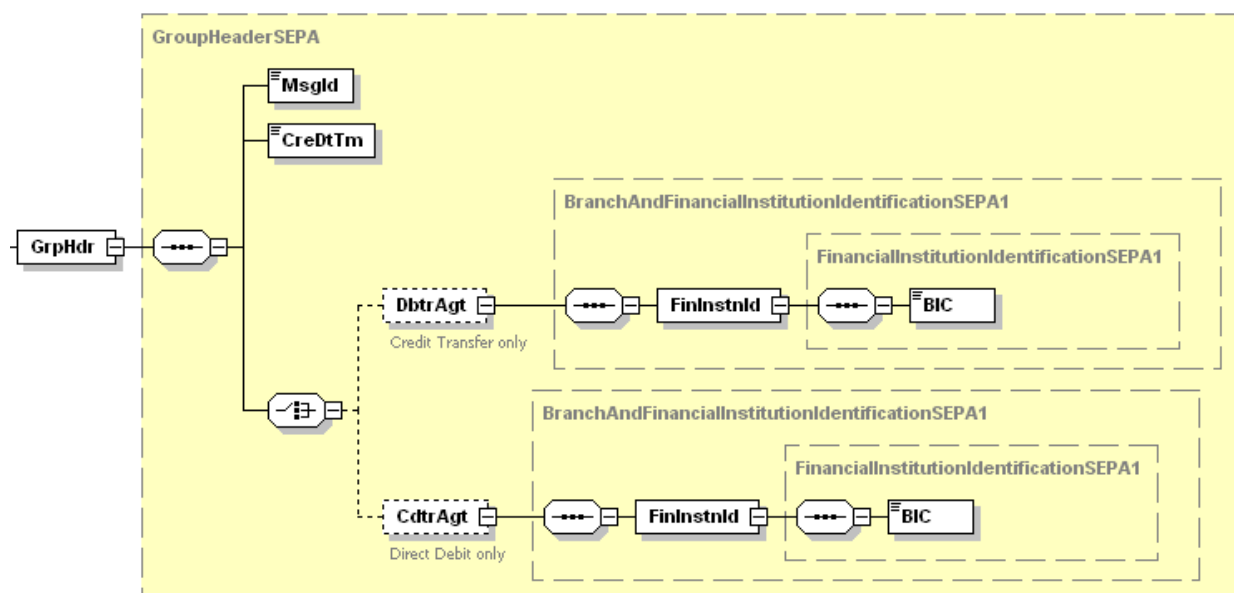 GroupHeaderSEPA
MsgId
CreDtTm
GrpHdr
BranchAndFinancialInstitutionIdentificationSEPA1
FinancialInstitutionIdentificationSEPA1
DbtrAgt
FinInstnId
BIC
Credit Transfer only
BranchAndFinancialInstitutionIdentificationSEPA1
FinancialInstitutionIdentificationSEPA1
CdtrAgt
FinInstnId
BIC
Direct Debit only